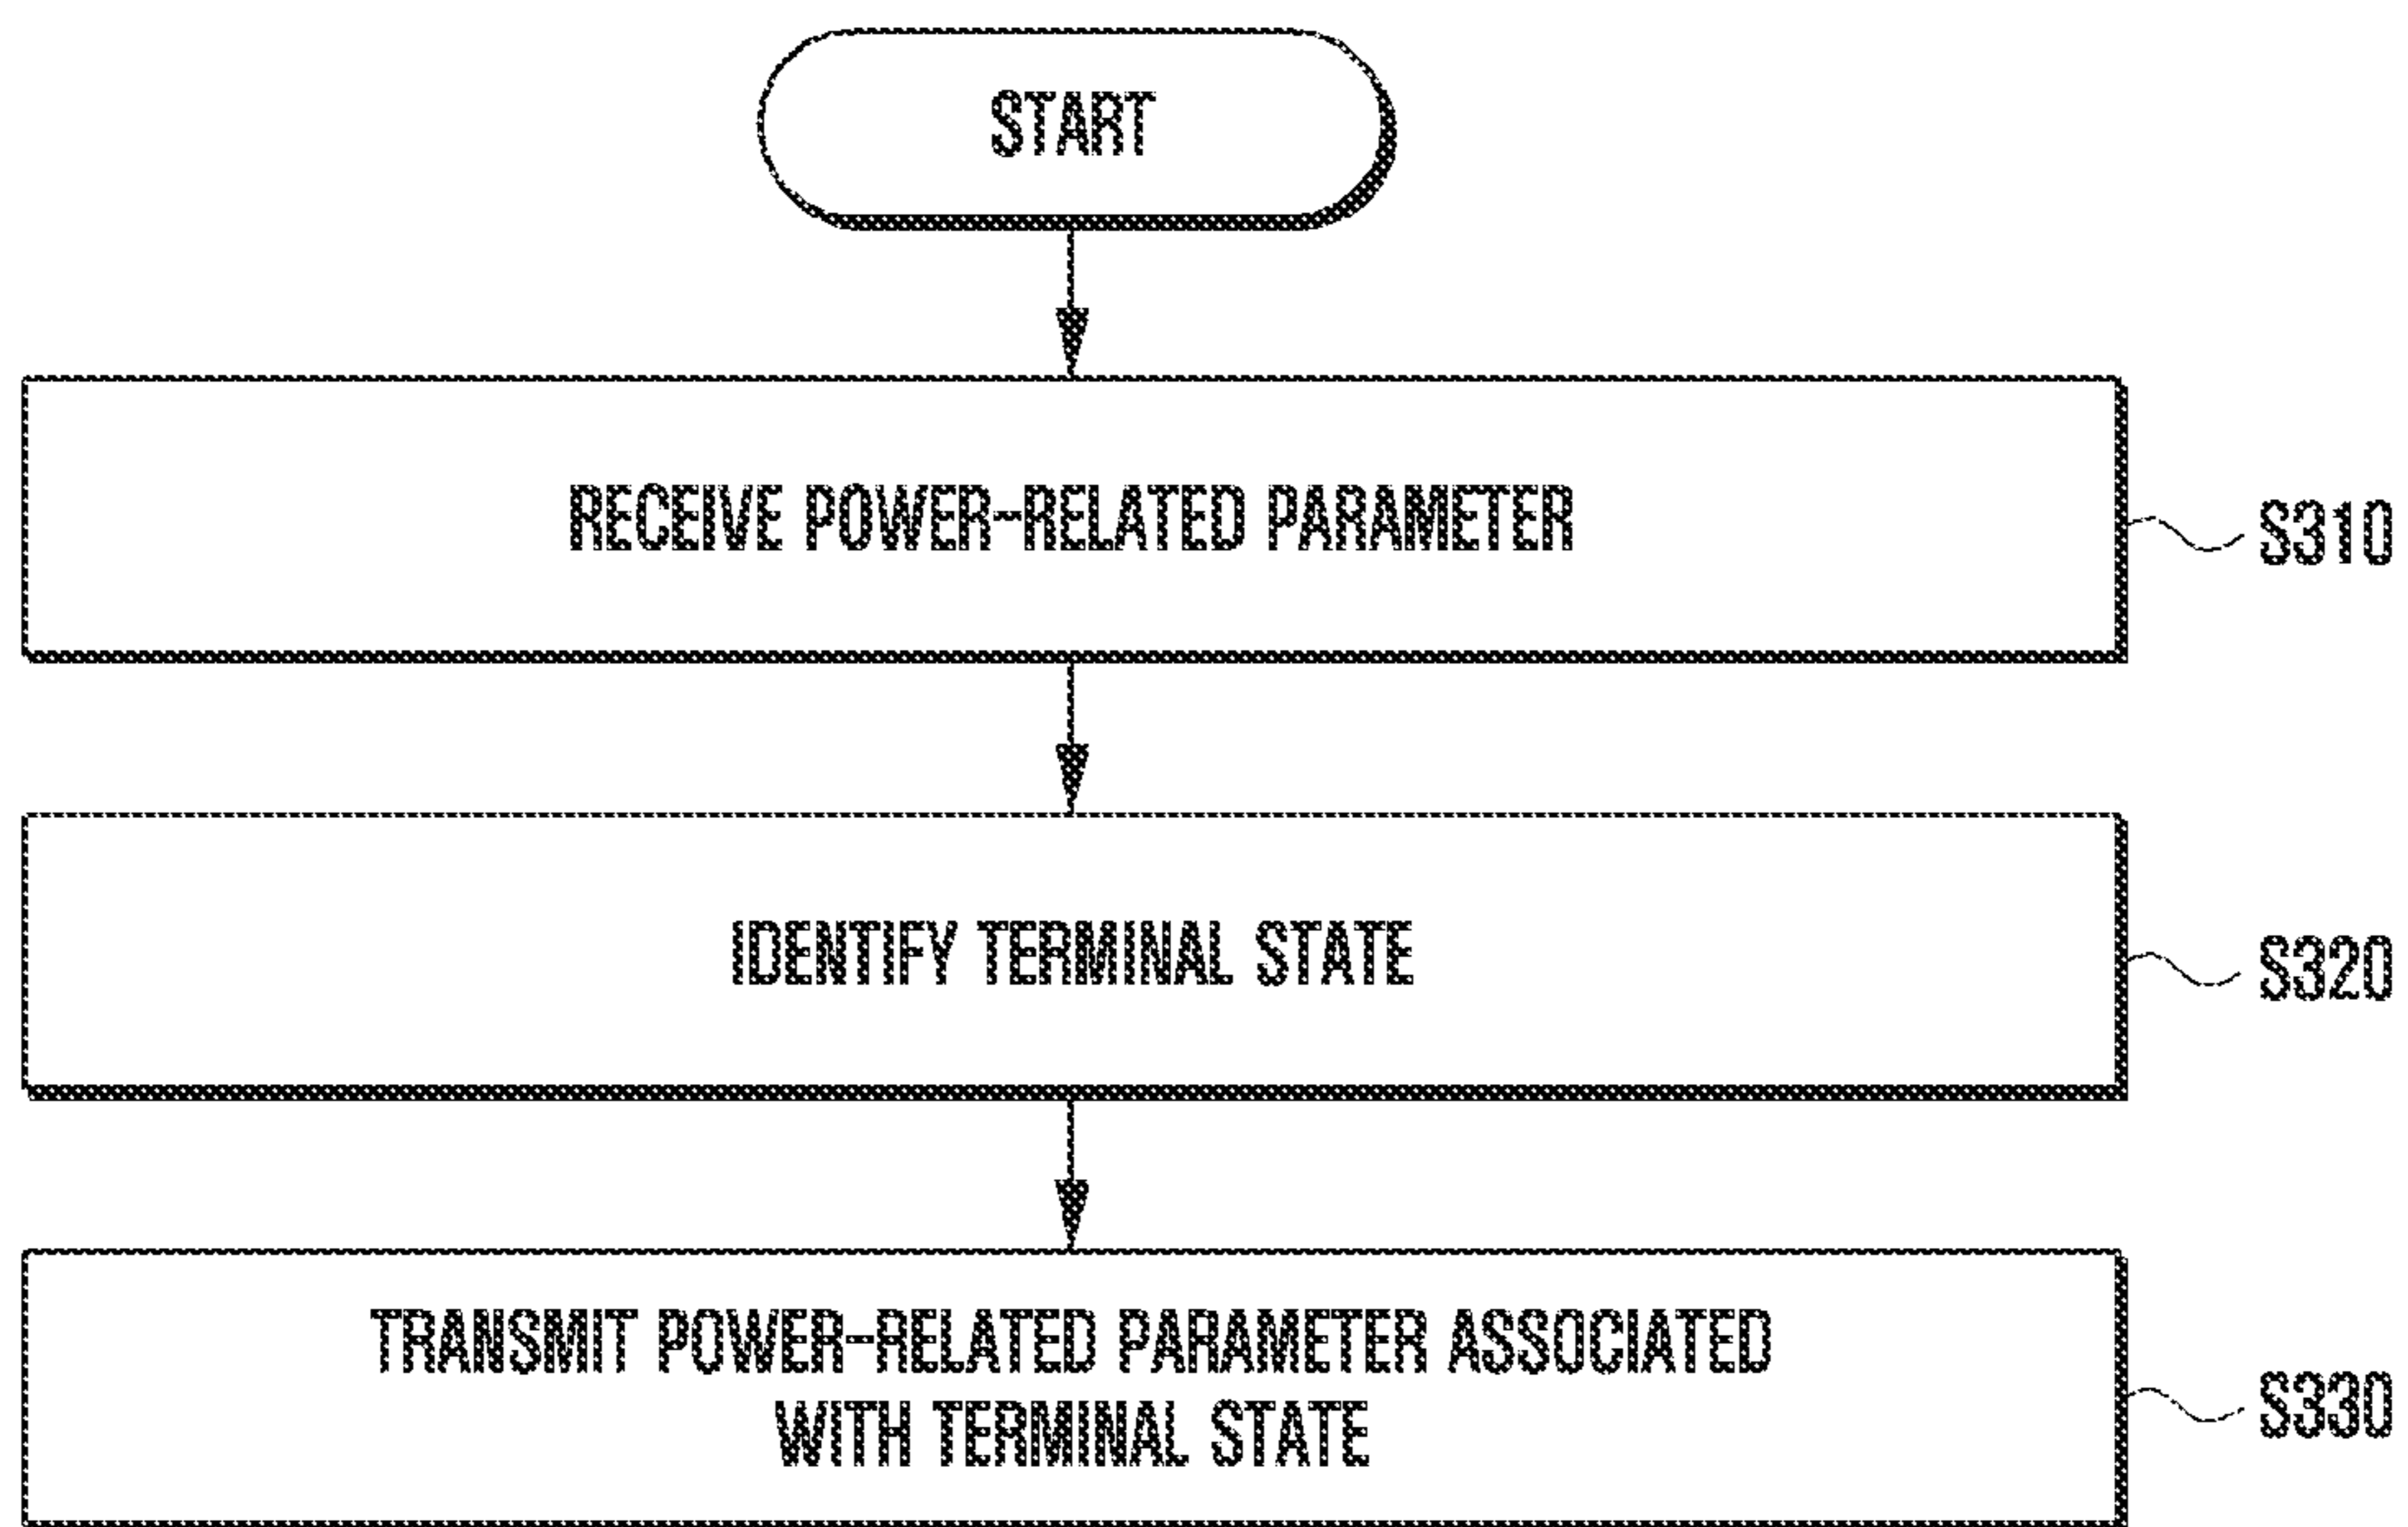 START
RECEIVE POWER-RELATED PARAMETER
S310
IDENTIFY TERMINAL STATE
S320
TRANSMIT POWER-RELATED PARAMETER ASSOCIATED
WITH TERMINAL STATE
S330